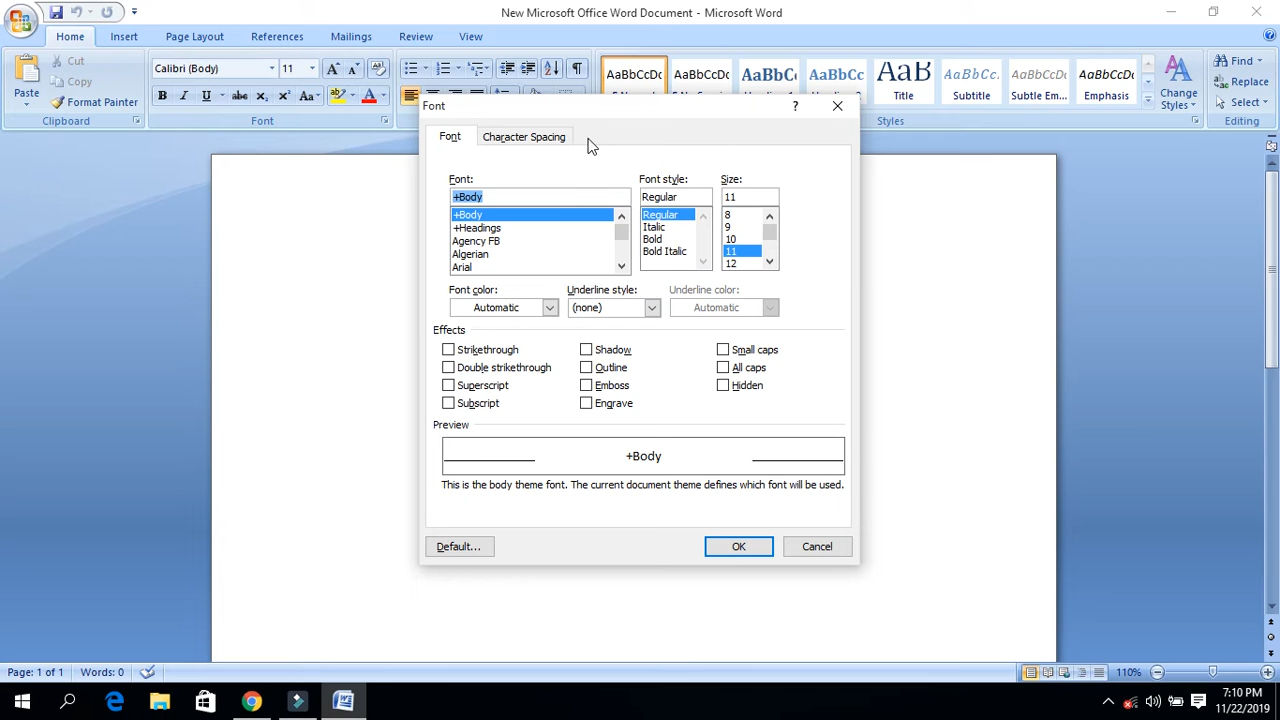 New Microsoft Office Word Document - Microsoft Word
Home Insert Page Layout References Mailings Review View
Paste
Cut
Copy
Format Painter
Clipboard
Calibri (Body) 11
Font
AaBbCcDc AaBbCcDc AaBbC AaBbCc AaB AaBbCc. AaBbCcDc AaBbCcDc
Title Subtitle Subtle Em... Emphasis
Change Styles
Styles
Find
Replace
Select
Editing
Font
Font Character Spacing
Font: Font style: Size:
+Body Regular 11
+Body Regular 8
+Headings Italic 9
Agency FB Bold 10
Algerian Bold Italic 11
Arial 12
Font color: Underline style: Underline color:
Automatic (none) Automatic
Effects
Strikethrough Shadow Small caps
Double strikethrough Outline All caps
Superscript Emboss Hidden
Subscript Engrave
Preview
+Body
This is the body theme font. The current document theme defines which font will be used.
Default... OK Cancel
Page: 1 of 1 Words: 0 110%
7:10 PM
11/22/2019